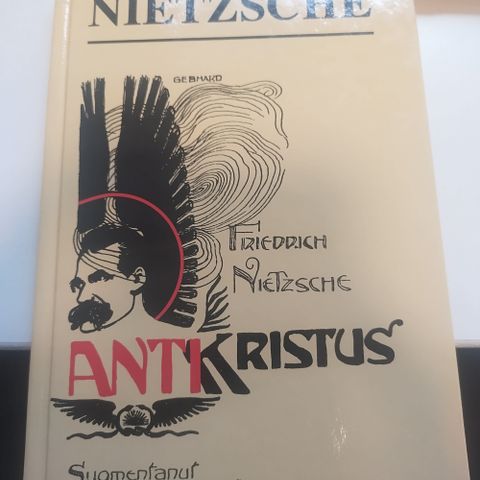 NIETZSCHE
GEBHARD
FRIEDRICH
NIETZSCHE
ANTIKRISTUS
Suomentanut